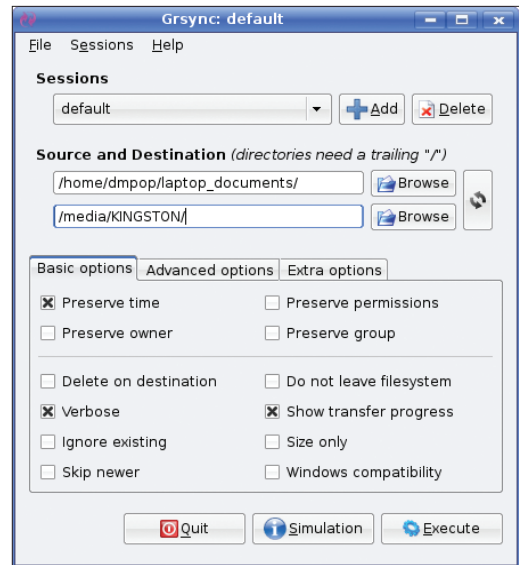 Grsync: default
File Sessions Help
Sessions
default Add Delete
Source and Destination (directories need a trailing "/")
/home/dmpop/laptop_documents/ Browse
/media/KINGSTON/ Browse
Basic options Advanced options Extra options
Preserve time Preserve permissions
Preserve owner Preserve group
Delete on destination Do not leave filesystem
Verbose Show transfer progress
Ignore existing Size only
Skip newer Windows compatibility
Quit Simulation Execute